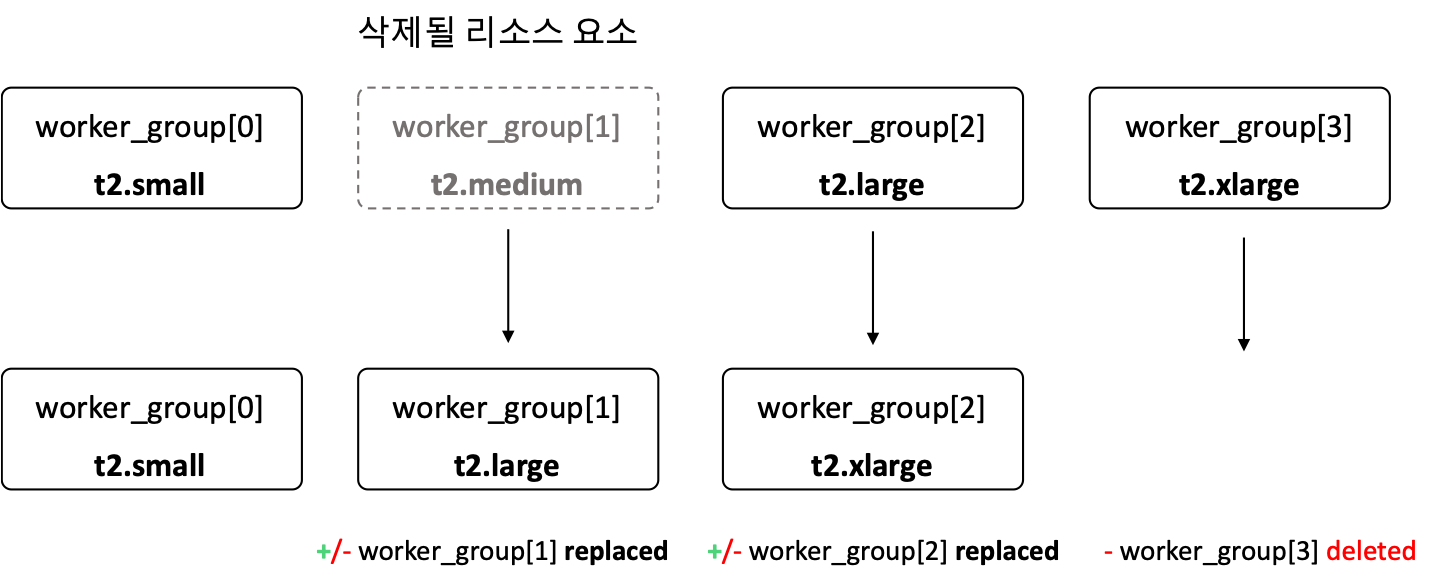 삭제될 리소스 요소
worker_group[0]
t2.small
worker_group[1]
t2.medium
worker_group[2]
t2.large
worker_group[3]
t2.xlarge
worker_group[0]
t2.small
worker_group[1]
t2.large
worker_group[2]
t2.xlarge
+/- worker_group[1] replaced
+/- worker_group[2] replaced
- worker_group[3] deleted